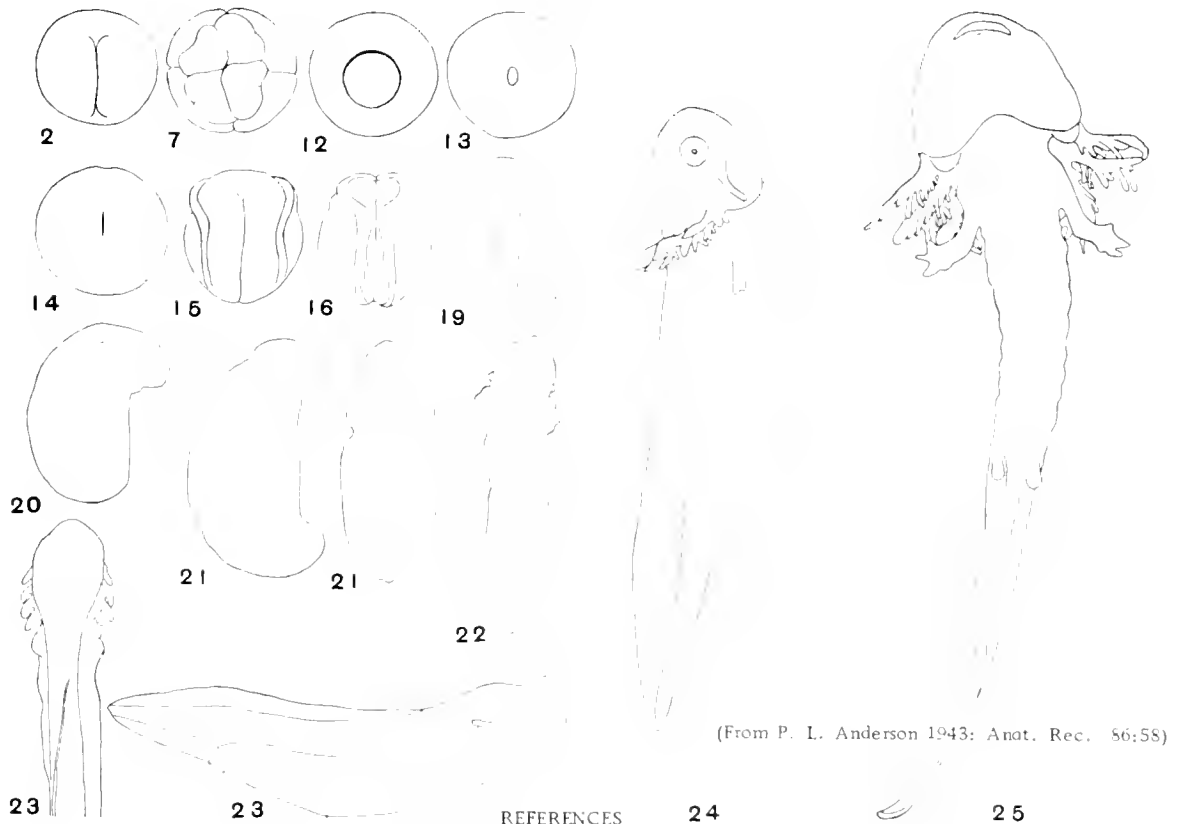 2 7 12 13
14 15 16 19
20 21 21 22
23 23
(From P. L. Anderson 1943: Anat. Rec. 86:58)
REFERENCES 24 25